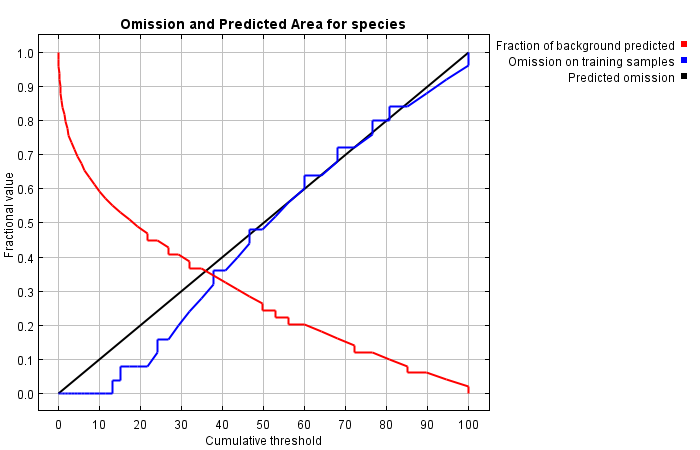 Omission and Predicted Area for species
Fraction of background predicted
Omission on training samples
Predicted omission
Fractional value
1.0
0.9
0.8
0.7
0.6
0.5
0.4
0.3
0.2
0.1
0.0
0 10 20 30 40 50 60 70 80 90 100
Cumulative threshold